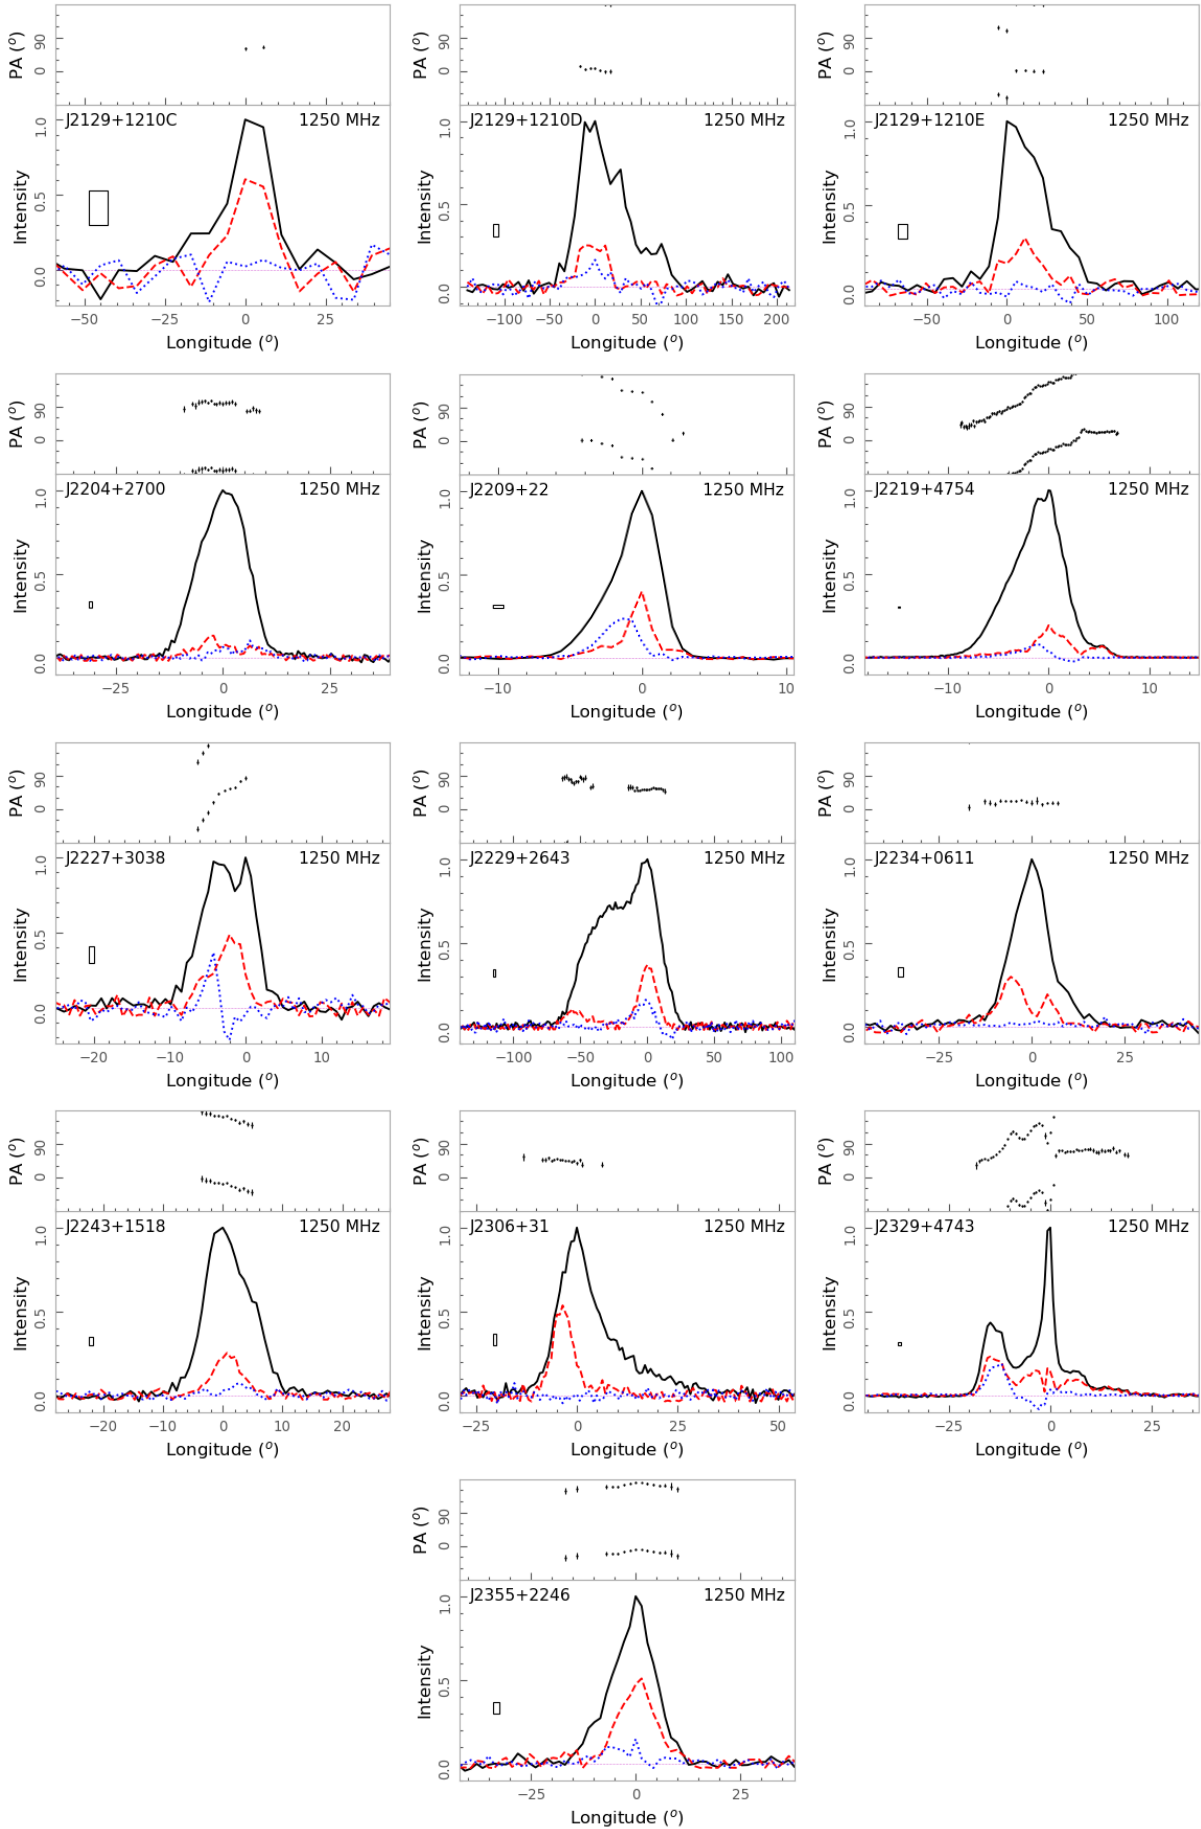 PA (°)
90
0
J2129+1210C 1250 MHz
Intensity
1.0
0.5
0.0
−50 −25 0 25
Longitude (°)
PA (°)
90
0
J2129+1210D 1250 MHz
Intensity
1.0
0.5
0.0
−100 −50 0 50 100 150 200
Longitude (°)
PA (°)
90
0
J2129+1210E 1250 MHz
Intensity
1.0
0.5
0.0
−50 0 50 100
Longitude (°)
PA (°)
90
0
J2204+2700 1250 MHz
Intensity
1.0
0.5
0.0
−25 0 25
Longitude (°)
PA (°)
90
0
J2209+22 1250 MHz
Intensity
1.0
0.5
0.0
−10 0 10
Longitude (°)
PA (°)
90
0
J2219+4754 1250 MHz
Intensity
1.0
0.5
0.0
−10 0 10
Longitude (°)
PA (°)
90
0
J2227+3038 1250 MHz
Intensity
1.0
0.5
0.0
−20 −10 0 10
Longitude (°)
PA (°)
90
0
J2229+2643 1250 MHz
Intensity
1.0
0.5
0.0
−100 −50 0 50 100
Longitude (°)
PA (°)
90
0
J2234+0611 1250 MHz
Intensity
1.0
0.5
0.0
−25 0 25
Longitude (°)
PA (°)
90
0
J2243+1518 1250 MHz
Intensity
1.0
0.5
0.0
−20 −10 0 10 20
Longitude (°)
PA (°)
90
0
J2306+31 1250 MHz
Intensity
1.0
0.5
0.0
−25 0 25 50
Longitude (°)
PA (°)
90
0
J2329+4743 1250 MHz
Intensity
1.0
0.5
0.0
−25 0 25
Longitude (°)
PA (°)
90
0
J2355+2246 1250 MHz
Intensity
1.0
0.5
0.0
−25 0 25
Longitude (°)